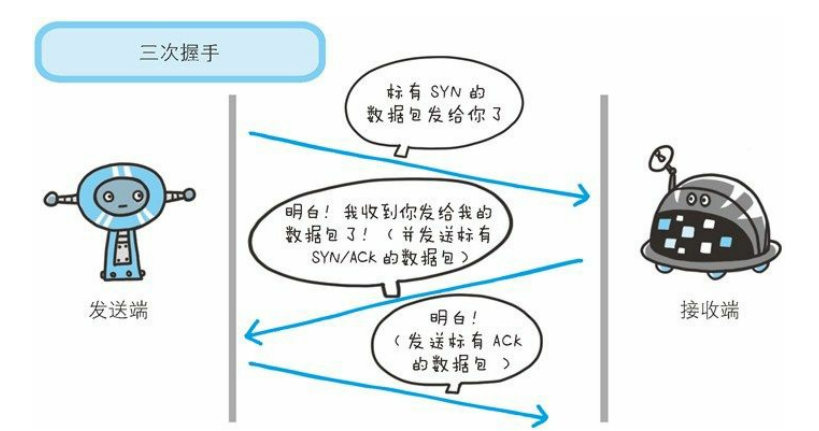 三次握手
标有 SYN 的
数据包发给你了
明白！我收到你发给我的
数据包了！（并发送标有
SYN/ACK 的数据包）
发送端
接收端
明白！
（发送标有 ACK
的数据包）